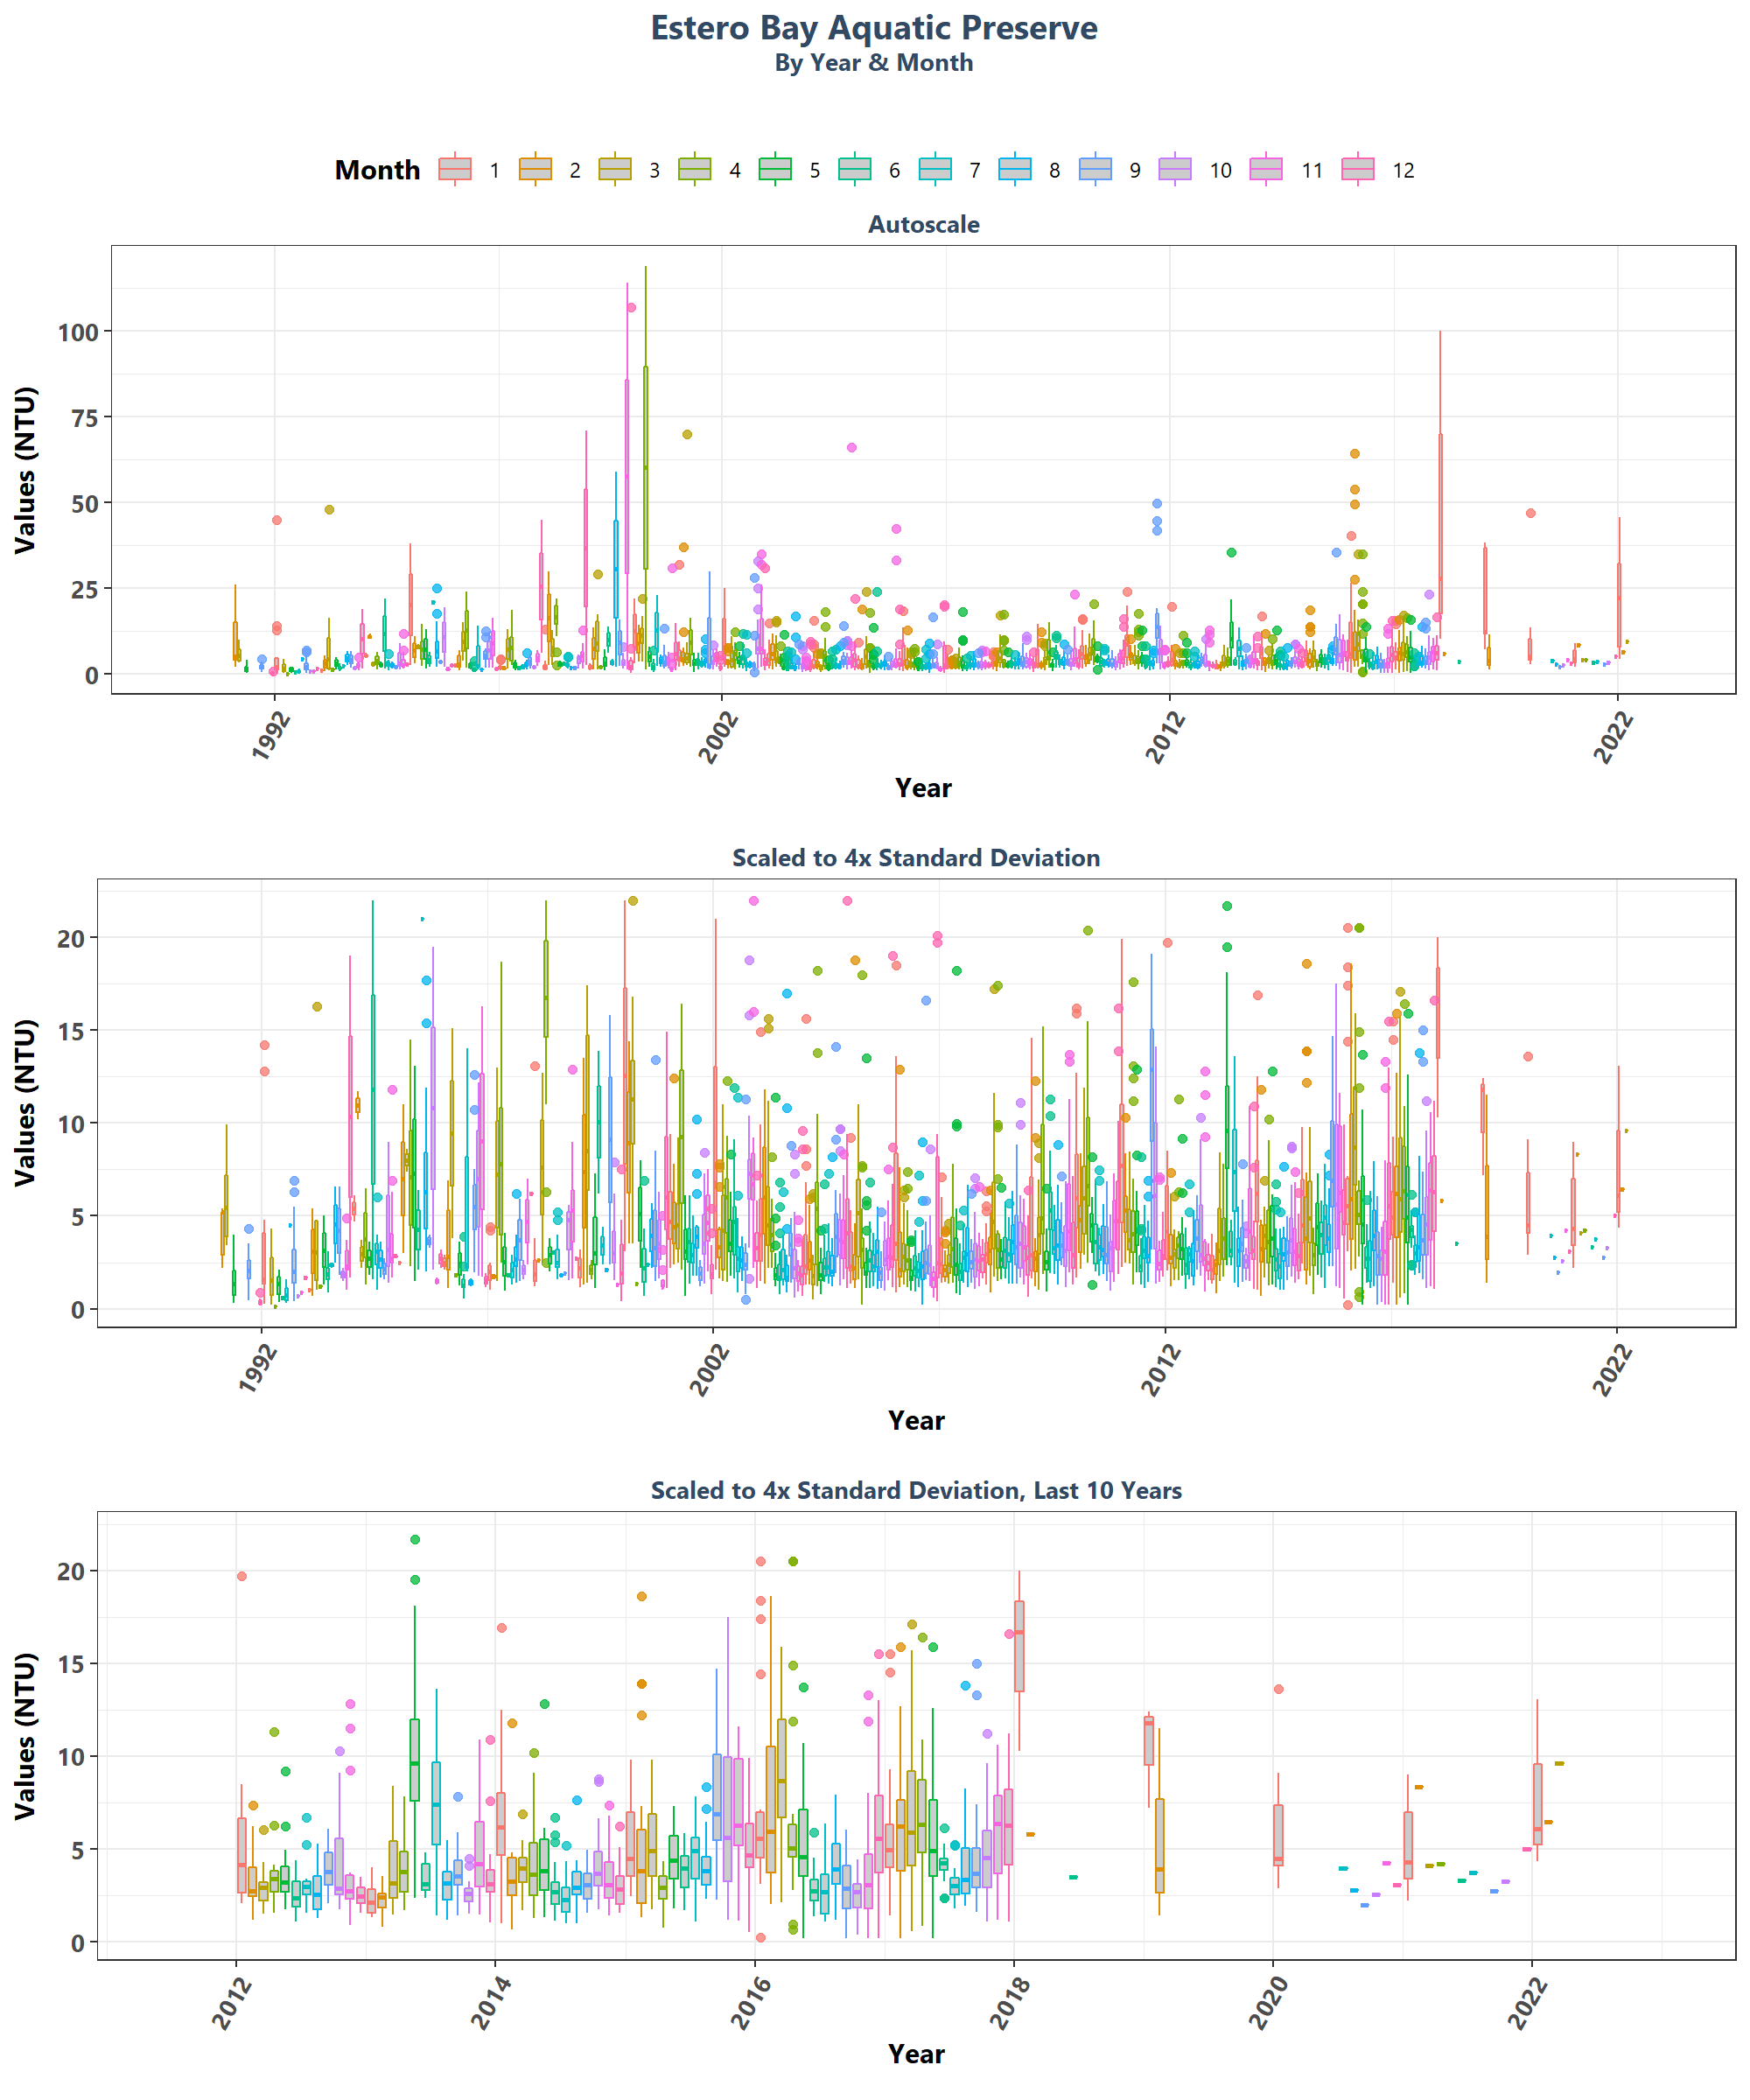 Estero Bay Aquatic Preserve
By Year & Month
Month 1 2 3 4 5 6 7 8 9 10 11 12
Autoscale
Values (NTU)
100
75
50
25
0
1992 2002 2012 2022
Year
Scaled to 4x Standard Deviation
Values (NTU)
20
15
10
5
0
1992 2002 2012 2022
Year
Scaled to 4x Standard Deviation, Last 10 Years
Values (NTU)
20
15
10
5
0
2012 2014 2016 2018 2020 2022
Year